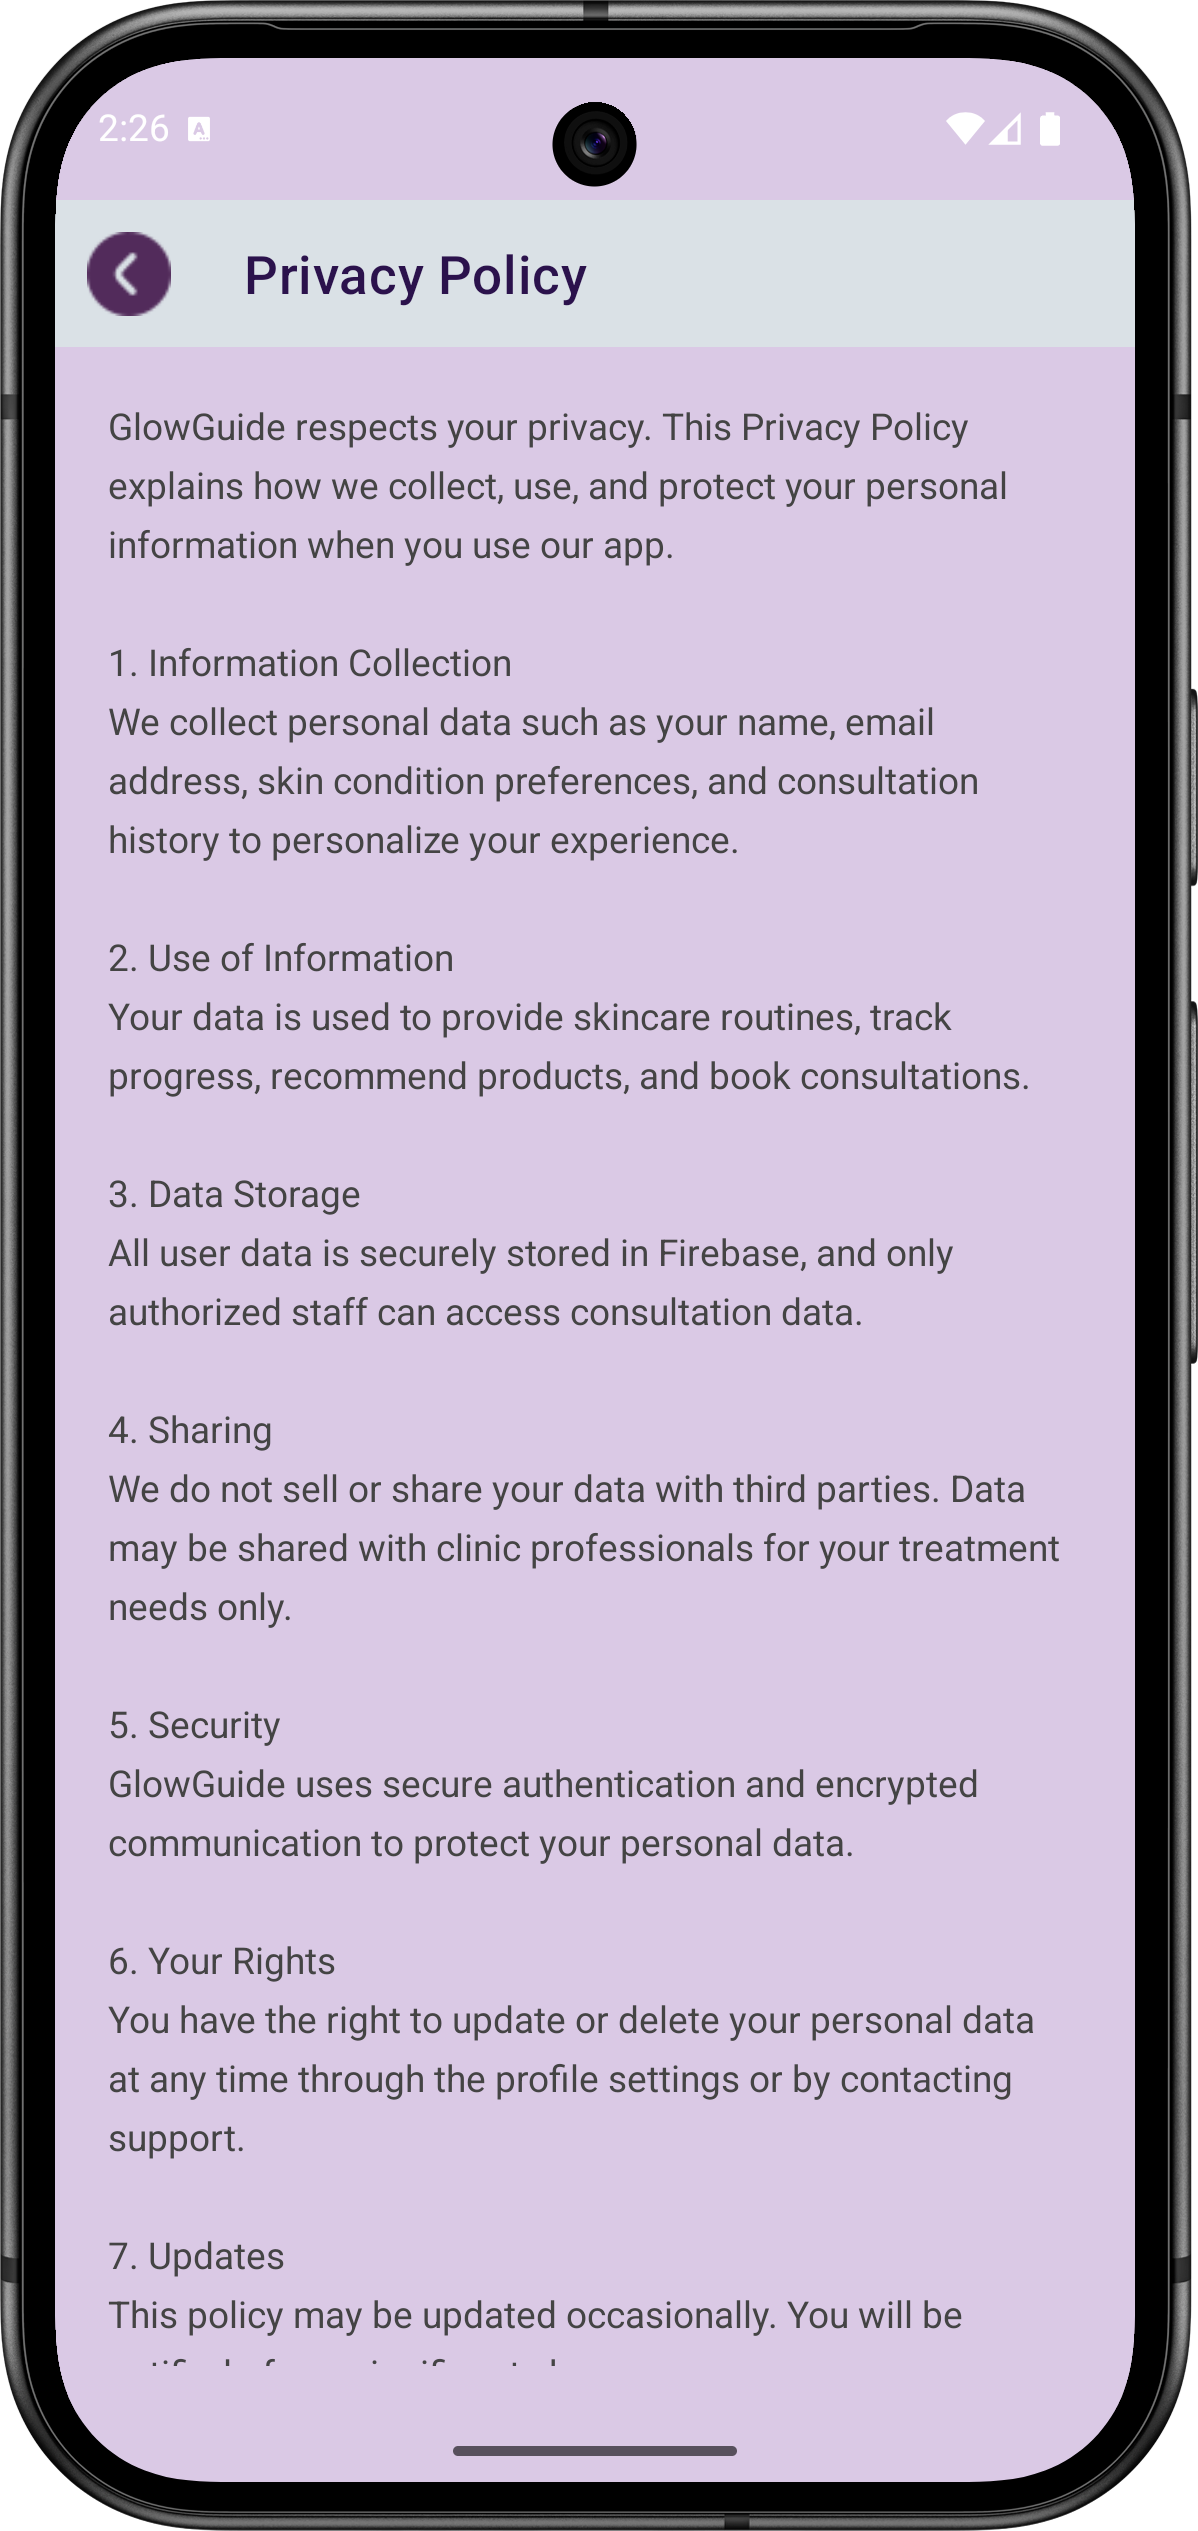 2:26
Privacy Policy
GlowGuide respects your privacy. This Privacy Policy
explains how we collect, use, and protect your personal
information when you use our app.
1. Information Collection
We collect personal data such as your name, email
address, skin condition preferences, and consultation
history to personalize your experience.
2. Use of Information
Your data is used to provide skincare routines, track
progress, recommend products, and book consultations.
3. Data Storage
All user data is securely stored in Firebase, and only
authorized staff can access consultation data.
4. Sharing
We do not sell or share your data with third parties. Data
may be shared with clinic professionals for your treatment
needs only.
5. Security
GlowGuide uses secure authentication and encrypted
communication to protect your personal data.
6. Your Rights
You have the right to update or delete your personal data
at any time through the profile settings or by contacting
support.
7. Updates
This policy may be updated occasionally. You will be